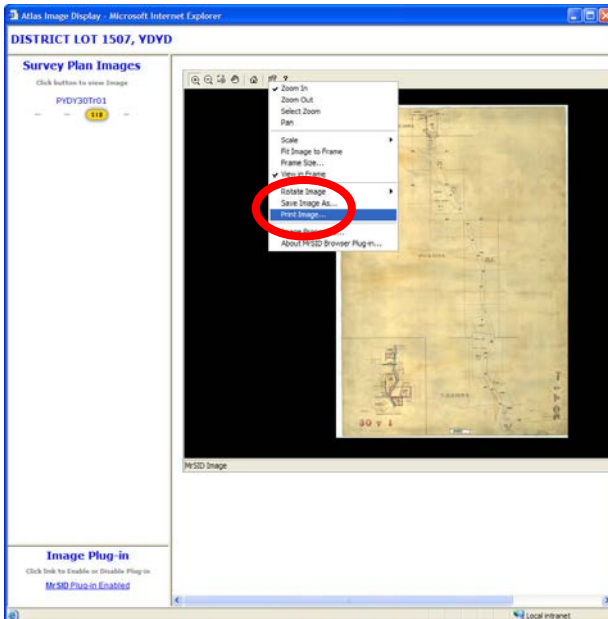 Atlas Image Display - Microsoft Internet Explorer
DISTRICT LOT 1507, YDYD
Survey Plan Images
Click button to view Image
PYDY30Tr01
- - SID -
Zoom In
Zoom Out
Select Zoom
Pan
Scale
Fit Image to Frame
Frame Size...
View in Frame
Rotate Image
Save Image As...
Print Image...
About MrSID Browser Plug-in...
30 T 1
MrSID Image
Image Plug-in
Click link to Enable or Disable Plug-in
MrSID Plug-in Enabled
Local intranet